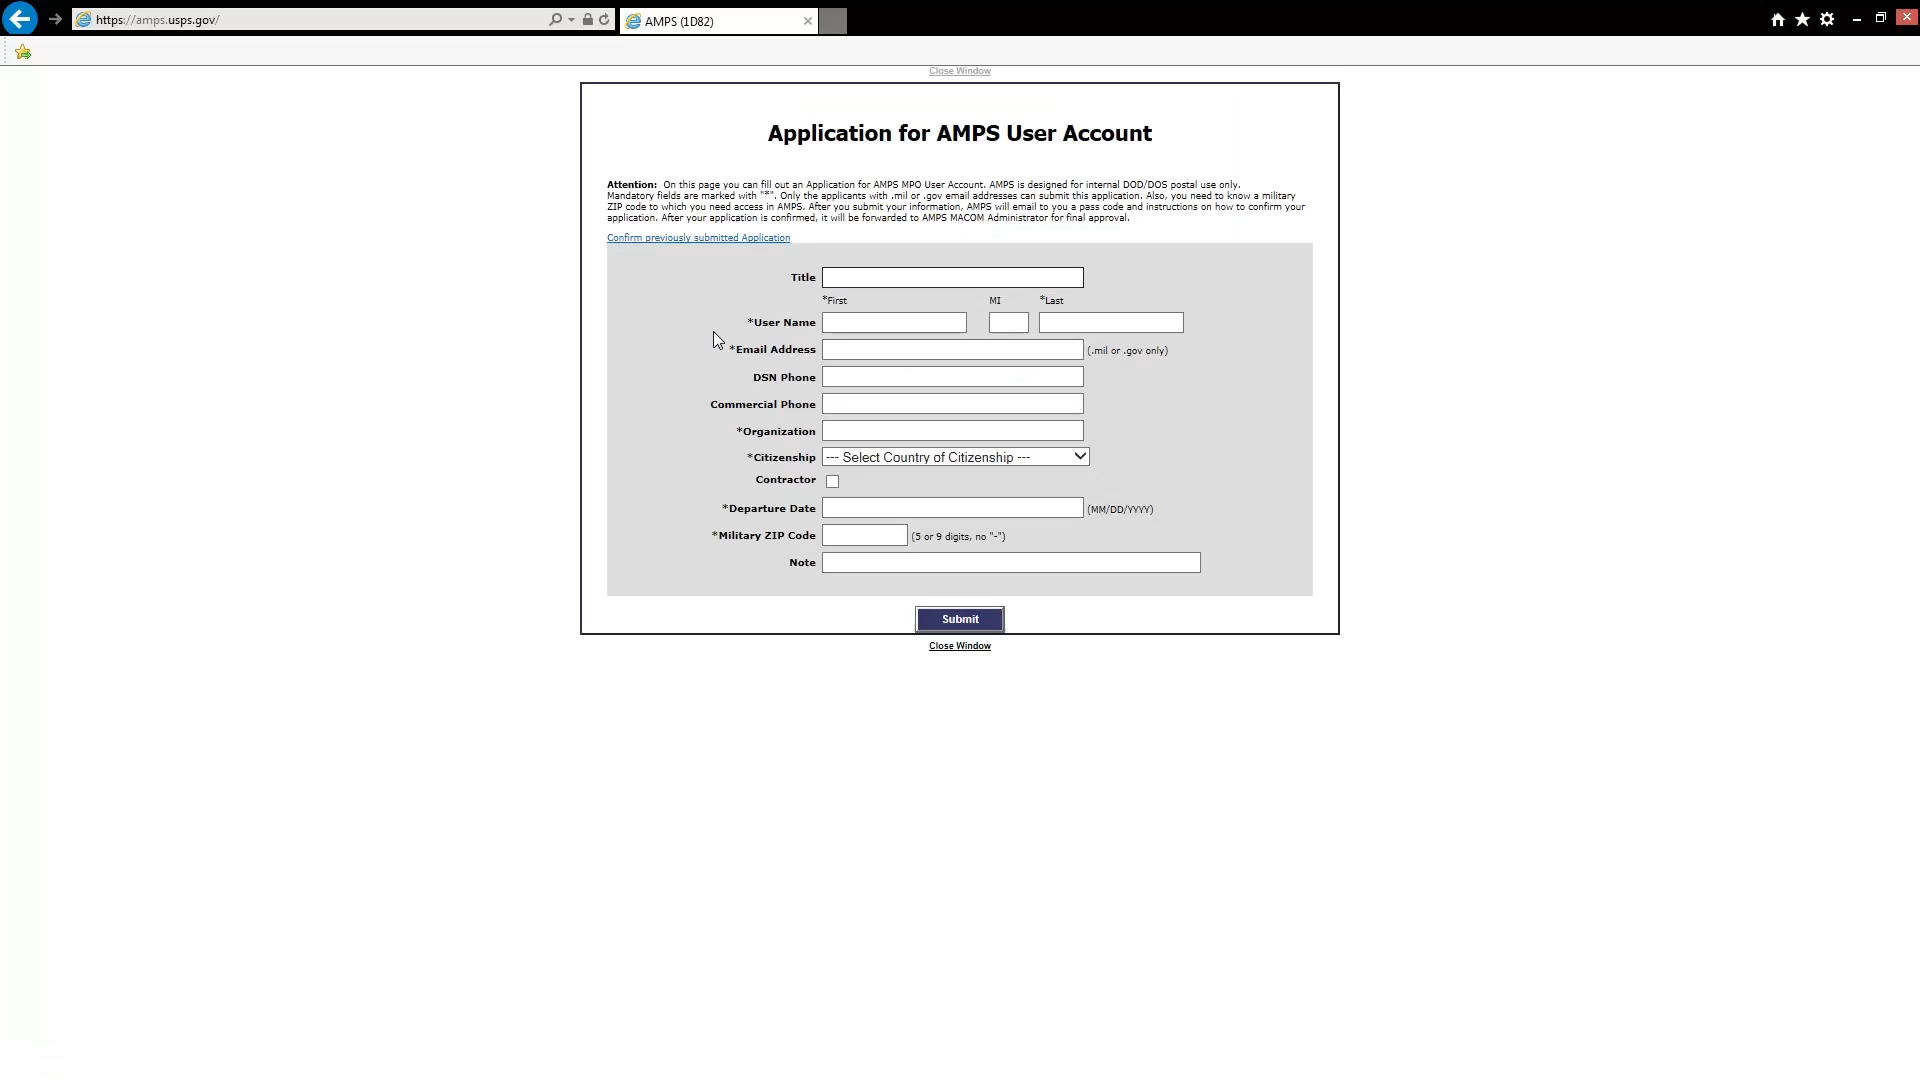 https://amps.usps.gov/
AMPS (1D82)
Close Window
Application for AMPS User Account
Attention: On this page you can fill out an Application for AMPS MPO User Account. AMPS is designed for internal DOD/DOS postal use only.
Mandatory fields are marked with "*". Only the applicants with .mil or .gov email addresses can submit this application. Also, you need to know a military
ZIP code to which you need access in AMPS. After you submit your information, AMPS will email to you a pass code and instructions on how to confirm your
application. After your application is confirmed, it will be forwarded to AMPS MACOM Administrator for final approval.
Confirm previously submitted Application
Title
*First MI *Last
*User Name
*Email Address (.mil or .gov only)
DSN Phone
Commercial Phone
*Organization
*Citizenship --- Select Country of Citizenship ---
Contractor
*Departure Date (MM/DD/YYYY)
*Military ZIP Code (5 or 9 digits, no "-")
Note
Submit
Close Window